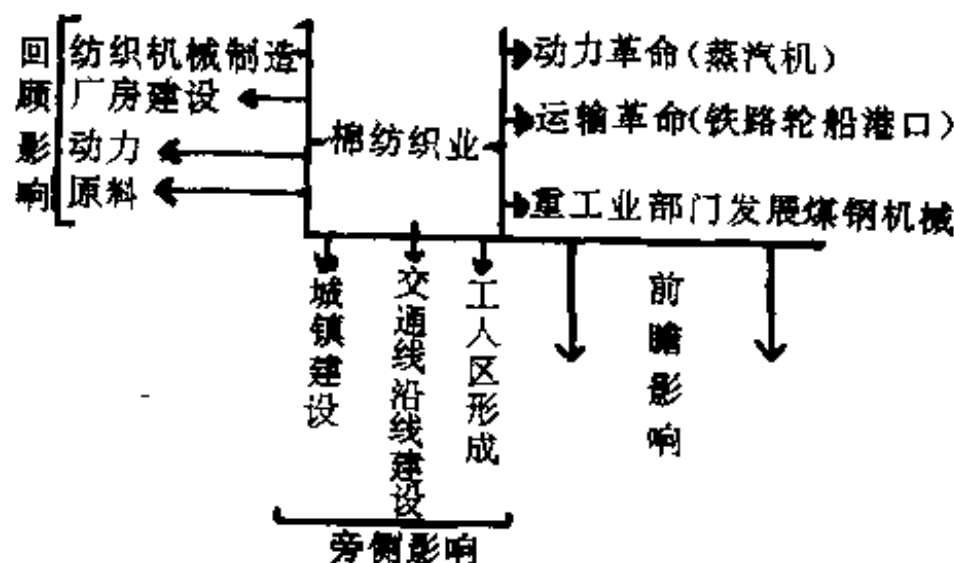 回顾影响
纺织机械制造
厂房建设
动力
原料
棉纺织业
动力革命(蒸汽机)
运输革命(铁路轮船港口)
重工业部门发展煤钢机械
城镇建设
交通线沿线建设
工人区形成
前瞻影响
旁侧影响